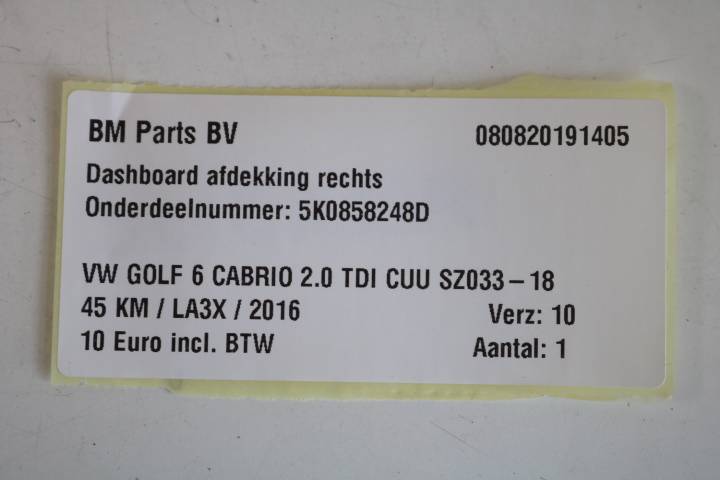 BM Parts BV 080820191405
Dashboard afdekking rechts
Onderdeelnummer: 5K0858248D
VW GOLF 6 CABRIO 2.0 TDI CUU SZ033-18
45 KM / LA3X / 2016 Verz: 10
10 Euro incl. BTW Aantal: 1